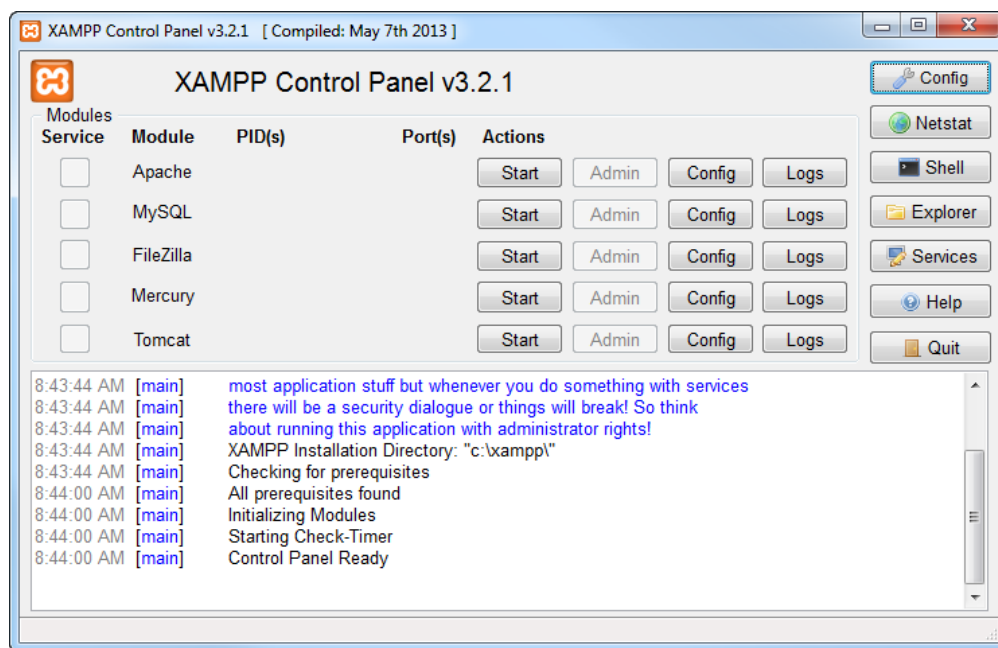 XAMPP Control Panel v3.2.1 [ Compiled: May 7th 2013 ]
XAMPP Control Panel v3.2.1
Config
Modules
Netstat
Service Module PID(s) Port(s) Actions
Apache Start Admin Config Logs
Shell
MySQL Start Admin Config Logs
Explorer
FileZilla Start Admin Config Logs
Services
Mercury Start Admin Config Logs
Help
Tomcat Start Admin Config Logs
Quit
8:43:44 AM [main] most application stuff but whenever you do something with services
8:43:44 AM [main] there will be a security dialogue or things will break! So think
8:43:44 AM [main] about running this application with administrator rights!
8:43:44 AM [main] XAMPP Installation Directory: "c:\xampp\"
8:43:44 AM [main] Checking for prerequisites
8:44:00 AM [main] All prerequisites found
8:44:00 AM [main] Initializing Modules
8:44:00 AM [main] Starting Check-Timer
8:44:00 AM [main] Control Panel Ready